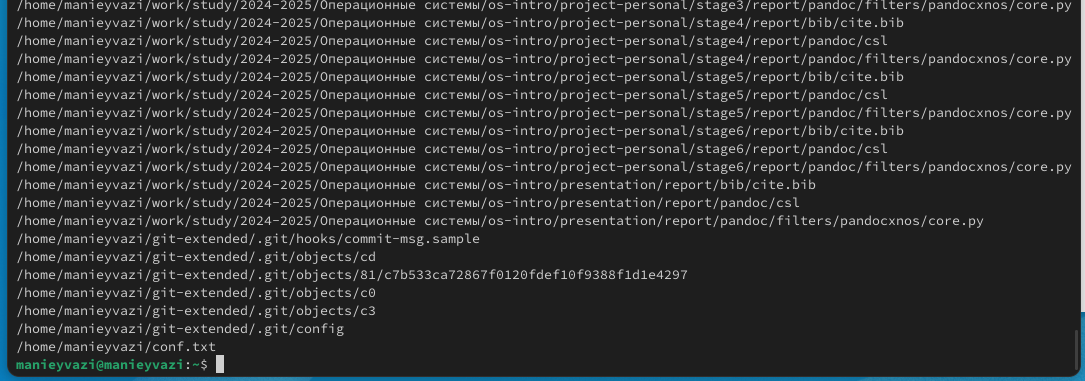 /home/manieyvazi/work/study/2024-2025/Операционные системы/os-intro/project-personal/stage3/report/pandoc/filters/pandocxnos/core.py
/home/manieyvazi/work/study/2024-2025/Операционные системы/os-intro/project-personal/stage4/report/bib/cite.bib
/home/manieyvazi/work/study/2024-2025/Операционные системы/os-intro/project-personal/stage4/report/pandoc/csl
/home/manieyvazi/work/study/2024-2025/Операционные системы/os-intro/project-personal/stage4/report/pandoc/filters/pandocxnos/core.py
/home/manieyvazi/work/study/2024-2025/Операционные системы/os-intro/project-personal/stage5/report/bib/cite.bib
/home/manieyvazi/work/study/2024-2025/Операционные системы/os-intro/project-personal/stage5/report/pandoc/csl
/home/manieyvazi/work/study/2024-2025/Операционные системы/os-intro/project-personal/stage5/report/pandoc/filters/pandocxnos/core.py
/home/manieyvazi/work/study/2024-2025/Операционные системы/os-intro/project-personal/stage6/report/bib/cite.bib
/home/manieyvazi/work/study/2024-2025/Операционные системы/os-intro/project-personal/stage6/report/pandoc/csl
/home/manieyvazi/work/study/2024-2025/Операционные системы/os-intro/project-personal/stage6/report/pandoc/filters/pandocxnos/core.py
/home/manieyvazi/work/study/2024-2025/Операционные системы/os-intro/presentation/report/bib/cite.bib
/home/manieyvazi/work/study/2024-2025/Операционные системы/os-intro/presentation/report/pandoc/csl
/home/manieyvazi/work/study/2024-2025/Операционные системы/os-intro/presentation/report/pandoc/filters/pandocxnos/core.py
/home/manieyvazi/git-extended/.git/hooks/commit-msg.sample
/home/manieyvazi/git-extended/.git/objects/cd
/home/manieyvazi/git-extended/.git/objects/81/c7b533ca72867f0120fdef10f9388f1d1e4297
/home/manieyvazi/git-extended/.git/objects/c0
/home/manieyvazi/git-extended/.git/objects/c3
/home/manieyvazi/git-extended/.git/config
/home/manieyvazi/conf.txt
manieyvazi@manieyvazi:~$